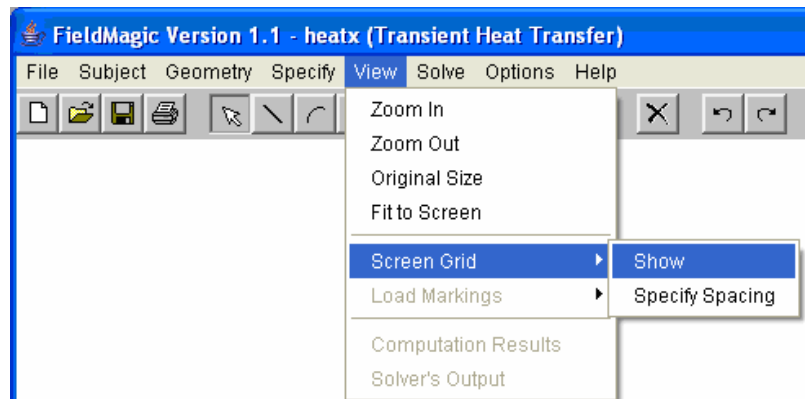 FieldMagic Version 1.1 - heatx (Transient Heat Transfer)
File Subject Geometry Specify View Solve Options Help
Zoom In
Zoom Out
Original Size
Fit to Screen
Screen Grid
Show
Load Markings
Specify Spacing
Computation Results
Solver's Output